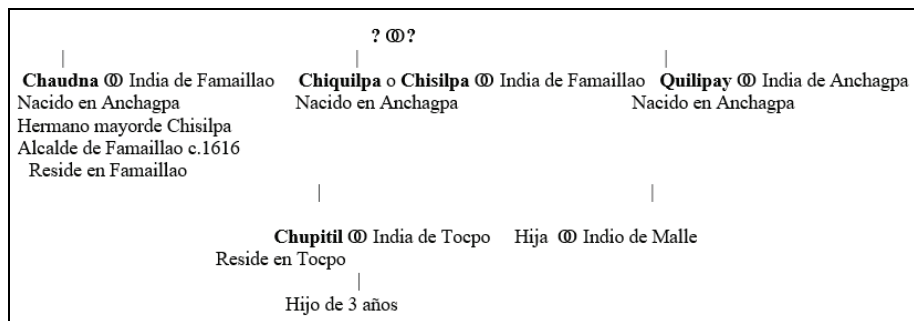 ? ⚭ ?
Chaudna ⚭ India de Famaillao Chiquilpa o Chisilpa ⚭ India de Famaillao Quilipay ⚭ India de Anchagpa
Nacido en Anchagpa Nacido en Anchagpa Nacido en Anchagpa
Hermano mayorde Chisilpa
Alcalde de Famaillao c.1616
Reside en Famaillao
Chupitil ⚭ India de Tocpo Hija ⚭ Indio de Malle
Reside en Tocpo
Hijo de 3 años